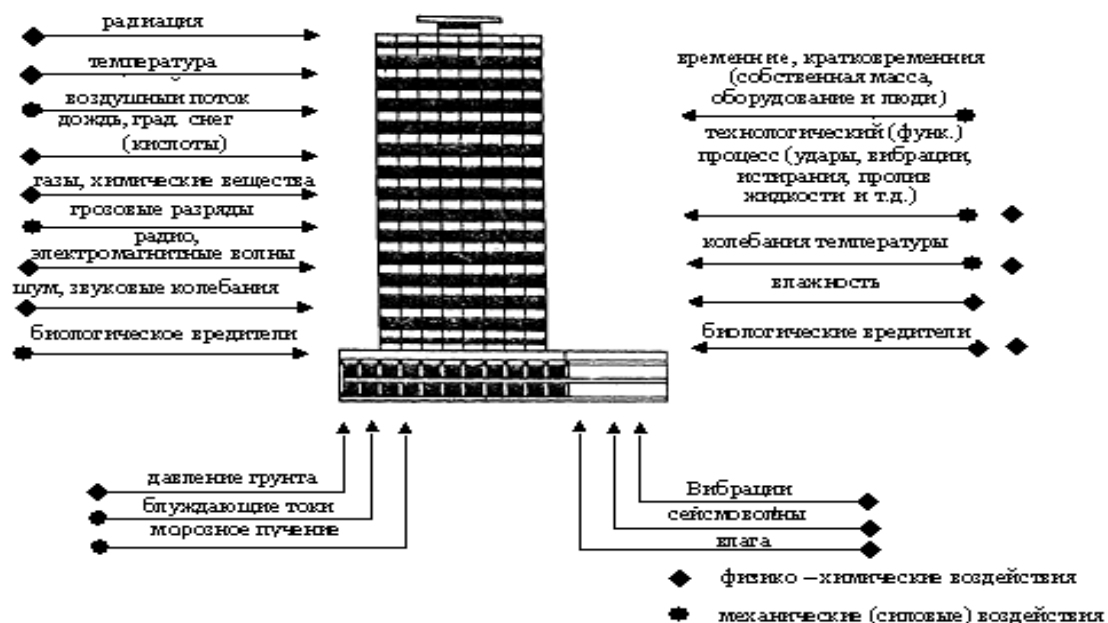 радиация
температура
воздушный поток
дождь, град. снег
(кислоты)
газы, химические вещества
грозовые разряды
радио,
электромагнитные волны
шум, звуковые колебания
биологическое вредители
временние, кратковременния
(собственная масса,
оборудование и люди)
технологический (функ.)
процесс (удары, вибрации,
истирания, пролив
жидкости и т.д.)
колебания температуры
влажность
биологические вредители
давление грунта
блуждающие токи
морозное пучение
Вибрации
сейсмоволны
влага
физико – химические воздействия
механические (силовые) воздействия